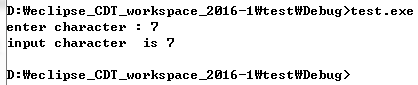 D:₩eclipse_CDT_workspace_2016-1₩test₩Debug>test.exe
enter character : 7
input character  is 7
D:₩eclipse_CDT_workspace_2016-1₩test₩Debug>